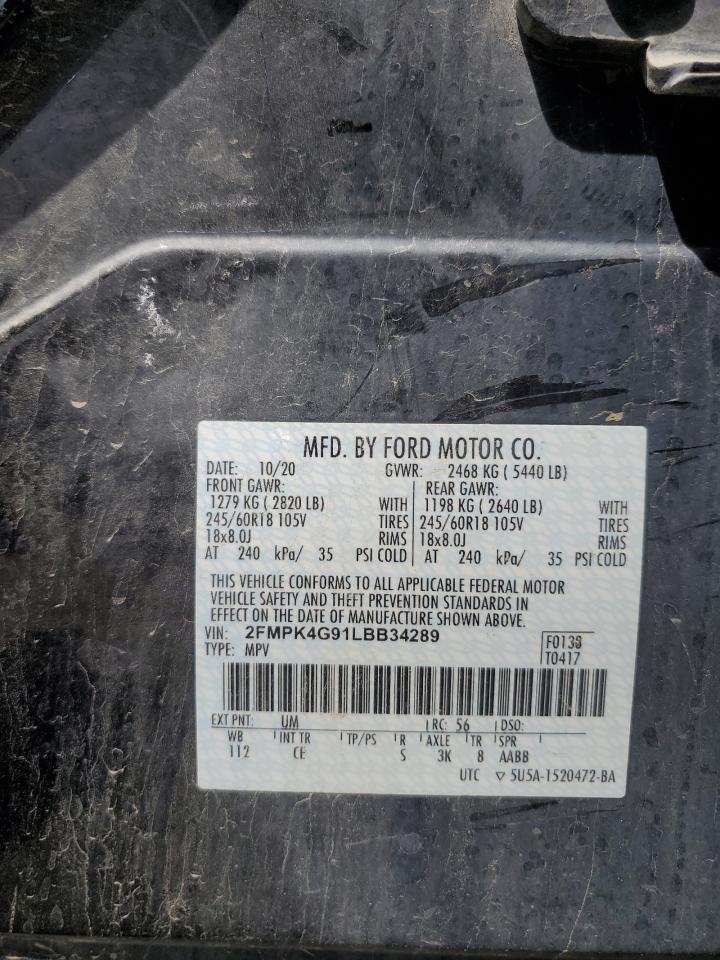 MFD. BY FORD MOTOR CO.
DATE: 10/20 GVWR: 2468 KG ( 5440 LB)
FRONT GAWR: REAR GAWR:
1279 KG ( 2820 LB) WITH 1198 KG ( 2640 LB) WITH
245/60R18 105V TIRES 245/60R18 105V TIRES
18x8.0J RIMS 18x8.0J RIMS
AT 240 kPa/ 35 PSI COLD AT 240 kPa/ 35 PSI COLD
THIS VEHICLE CONFORMS TO ALL APPLICABLE FEDERAL MOTOR
VEHICLE SAFETY AND THEFT PREVENTION STANDARDS IN
EFFECT ON THE DATE OF MANUFACTURE SHOWN ABOVE.
VIN: 2FMPK4G91LBB34289 F0138
TYPE: MPV T0417
EXT PNT: UM RC: 56 DSO:
WB INT TR TP/PS R AXLE TR SPR
112 CE S 3K 8 AABB
UTC ▽ 5U5A-1520472-BA